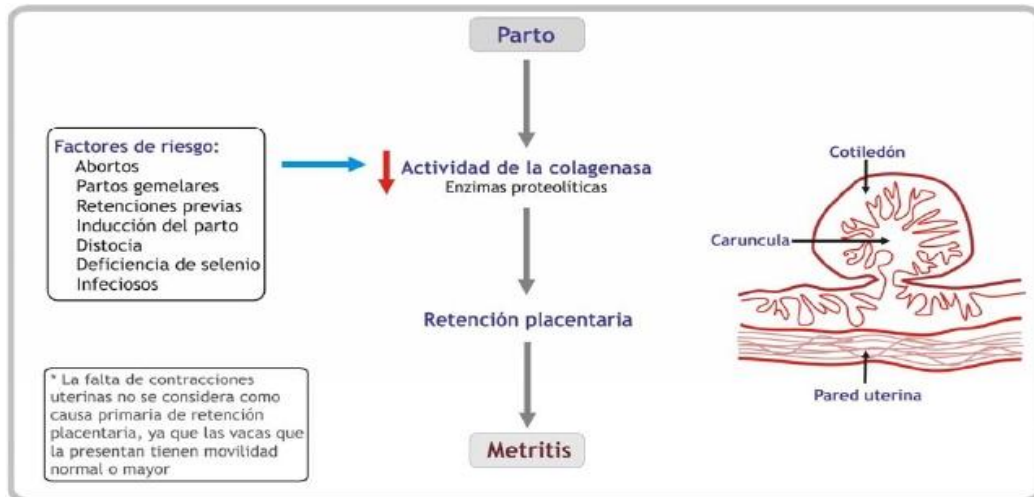 Parto
Factores de riesgo:
Abortos
Partos gemelares
Retenciones previas
Inducción del parto
Distocia
Deficiencia de selenio
Infeciosos
Actividad de la colagenasa
Enzimas proteolíticas
Retención placentaria
* La falta de contracciones
uterinas no se considera como
causa primaria de retención
placentaria, ya que las vacas que
la presentan tienen movilidad
normal o mayor
Metritis
Cotiledón
Caruncula
Pared uterina